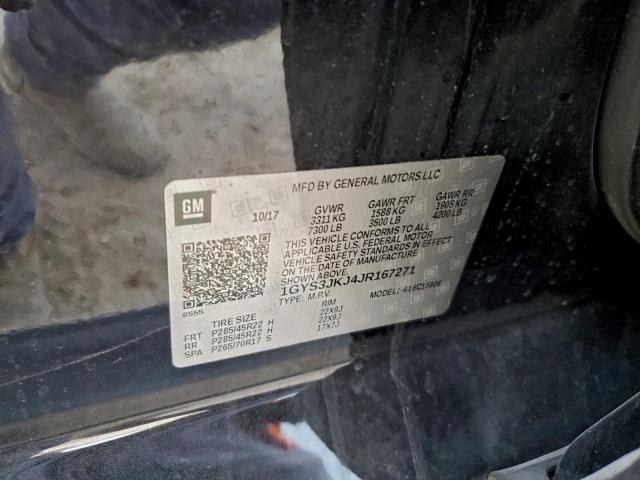 GM
MFD BY GENERAL MOTORS LLC
10/17 GVWR GAWR FRT GAWR RR
3311 KG 1588 KG 1905 KG
7300 LB 3500 LB 4200 LB
THIS VEHICLE CONFORMS TO ALL
APPLICABLE U.S. FEDERAL MOTOR
VEHICLE SAFETY STANDARDS IN EFFECT
ON THE DATE OF MANUFACTURE
SHOWN ABOVE
1GYS3JKJ4JR167271
8555
TYPE: M.P.V. MODEL: 416C15906
TIRE SIZE RIM
FRT P285/45R22 H 22X9J
RR P285/45R22 H 22X9J
SPA P265/70R17 S 17X7J